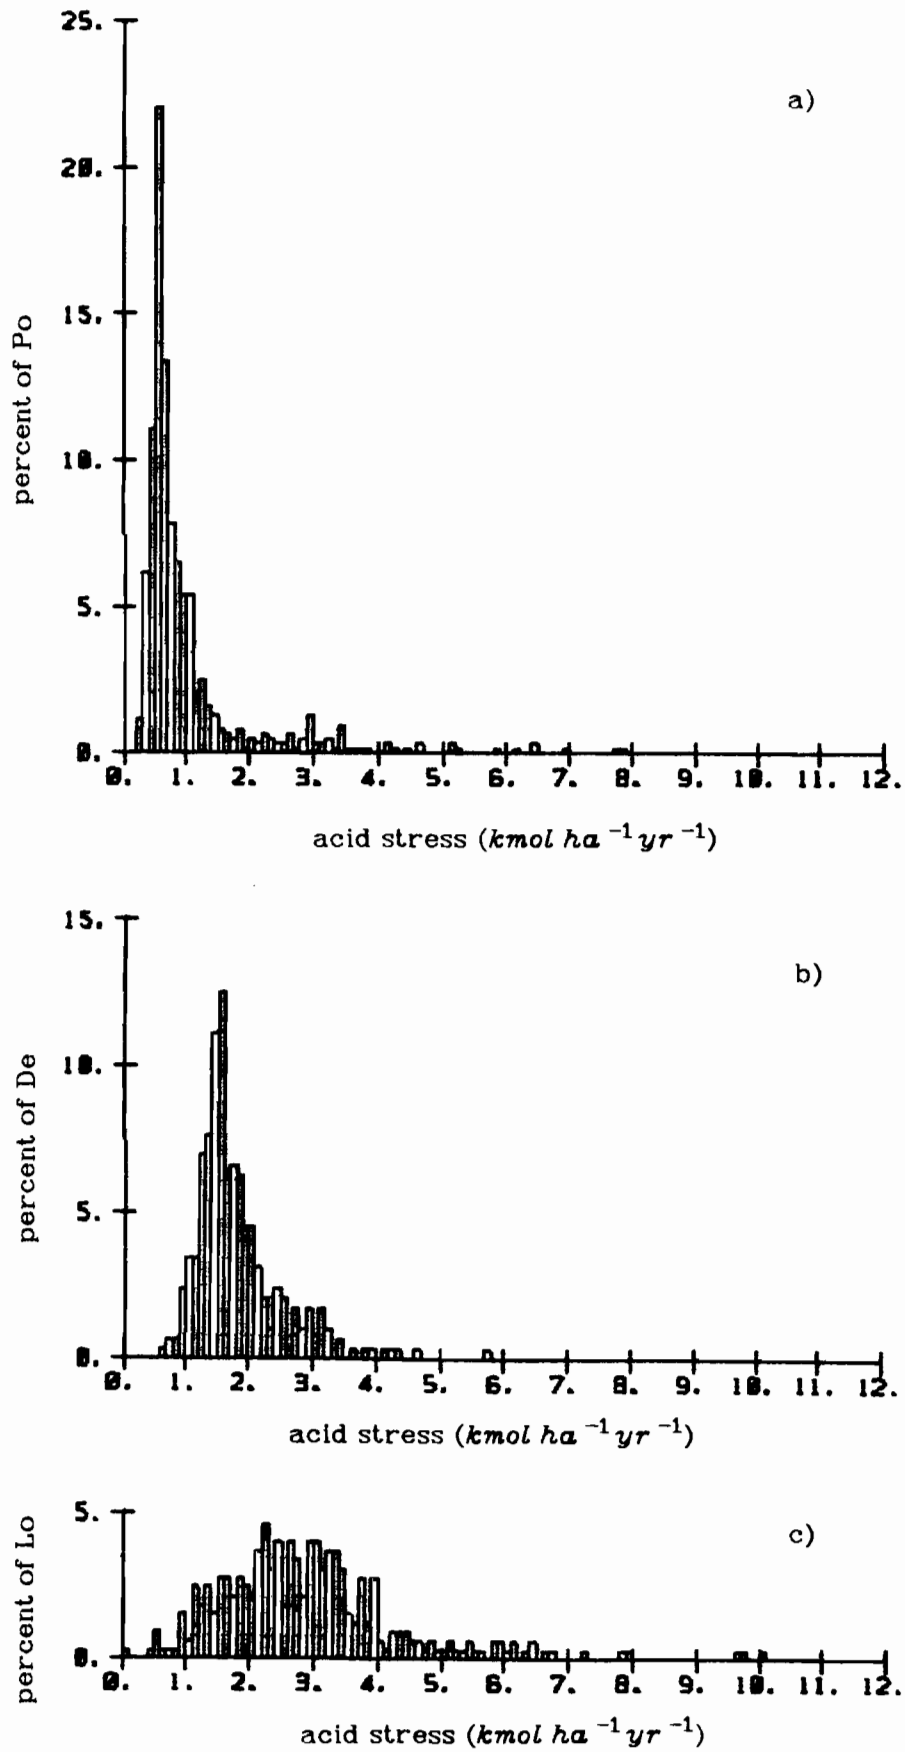 25.
a)
20.
15.
percent of Po
10.
5.
0.
0. 1. 2. 3. 4. 5. 6. 7. 8. 9. 10. 11. 12.
acid stress (kmol ha⁻¹ yr⁻¹)
15.
b)
10.
percent of De
5.
0.
0. 1. 2. 3. 4. 5. 6. 7. 8. 9. 10. 11. 12.
acid stress (kmol ha⁻¹ yr⁻¹)
5.
c)
percent of Lo
0.
0. 1. 2. 3. 4. 5. 6. 7. 8. 9. 10. 11. 12.
acid stress (kmol ha⁻¹ yr⁻¹)